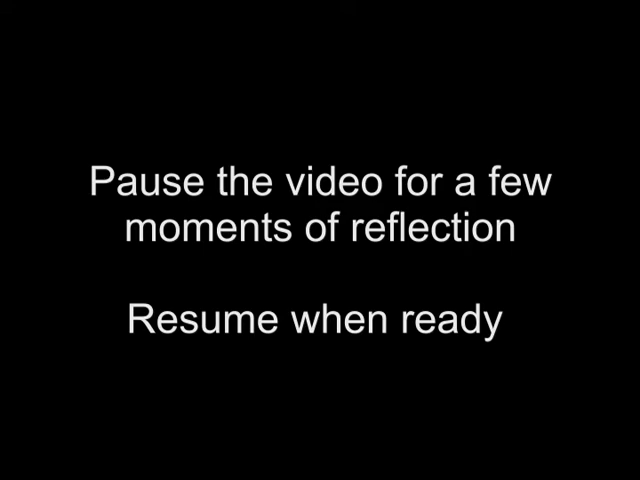 Pause the video for a few
moments of reflection
Resume when ready